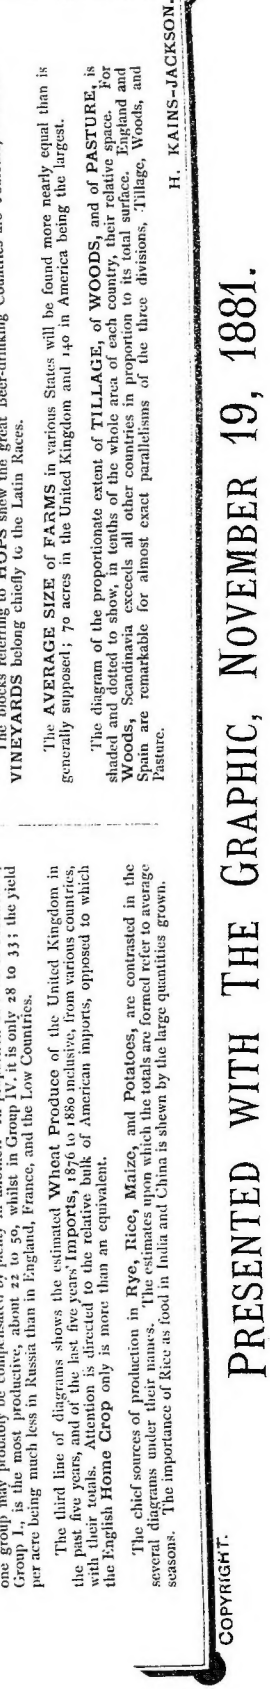 one group may probably be compensated by plenty in another.
Group I., is the most productive, about 22 to 50, whilst in Group IV. it is only 28 to 33; the yield
per acre being much less in Russia than in England, France, and the Low Countries.
The third line of diagrams shows the estimated Wheat Produce of the United Kingdom in
the past five years, and of the last five years' Imports, 1876 to 1880 inclusive, from various countries,
with their totals. Attention is directed to the relative bulk of American imports, opposed to which
the English Home Crop only is more than an equivalent.
The chief sources of production in Rye, Rice, Maize, and Potatoes, are contrasted in the
several diagrams under their names. The estimates upon which the totals are formed refer to average
seasons. The importance of Rice as food in India and China is shewn by the large quantities grown.
The blocks referring to HOPS shew the great Beer-drinking Countries
VINEYARDS belong chiefly to the Latin Races.
The AVERAGE SIZE of FARMS in various States will be found more nearly equal than is
generally supposed; 70 acres in the United Kingdom and 140 in America being the largest.
The diagram of the proportionate extent of TILLAGE, of WOODS, and of PASTURE, is
shaded and dotted to show, in tenths of the whole area of each country, their relative space. For
Woods, Scandinavia exceeds all other countries in proportion to its total surface. England and
Spain are remarkable for almost exact parallelisms of the three divisions, Tillage, Woods, and
Pasture.
H. KAINS-JACKSON.
COPYRIGHT.
PRESENTED WITH THE GRAPHIC, NOVEMBER 19, 1881.